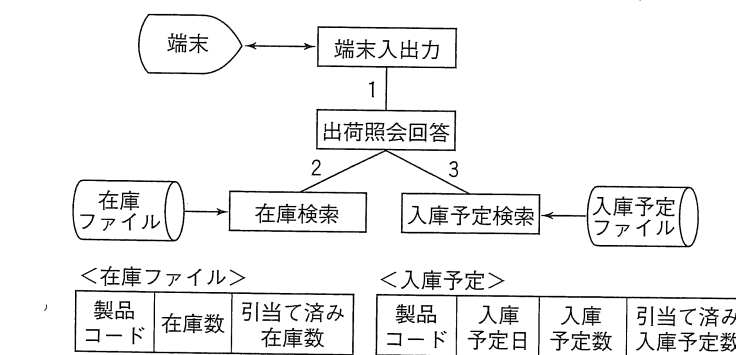 端末
端末入出力
1
出荷照会回答
2
3
在庫
ファイル
在庫検索
入庫予定検索
入庫予定
ファイル
<在庫ファイル>
製品
コード
在庫数
引当て済み
在庫数
<入庫予定>
製品
コード
入庫
予定日
入庫
予定数
引当て済み
入庫予定数